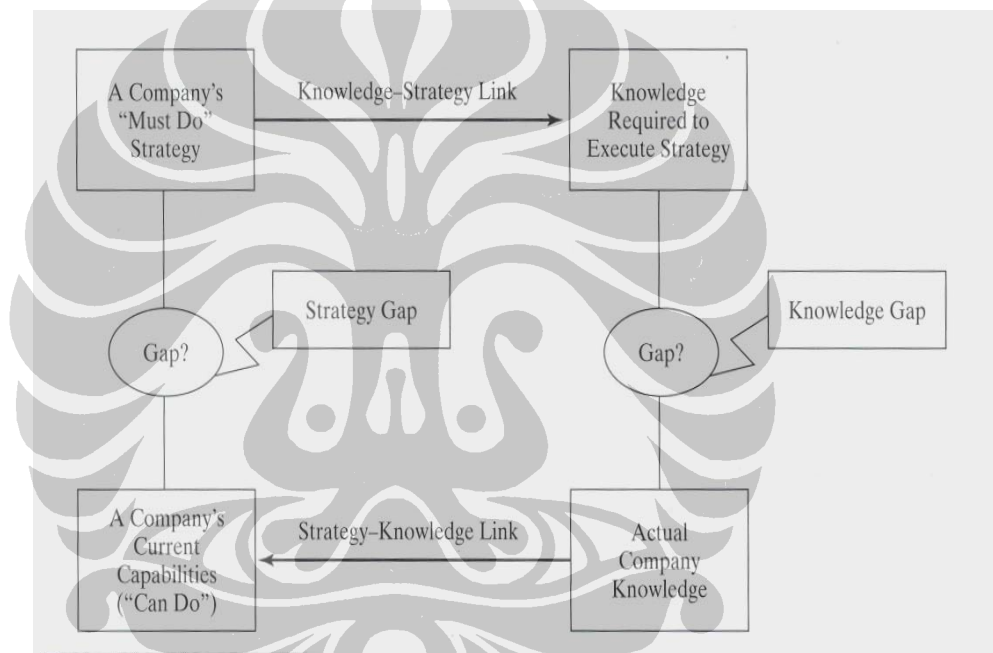 A Company's
“Must Do”
Strategy
Knowledge–Strategy Link
Knowledge
Required to
Execute Strategy
Strategy Gap
Knowledge Gap
Gap?
Gap?
A Company's
Current
Capabilities
(“Can Do”)
Strategy–Knowledge Link
Actual
Company
Knowledge